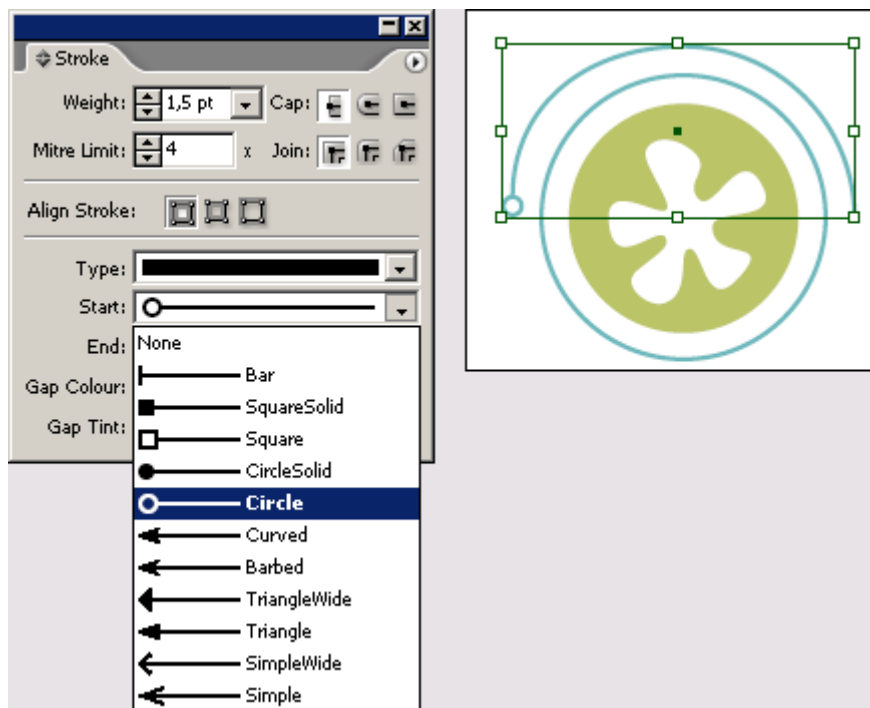 Stroke
Weight: 1,5 pt Cap:
Mitre Limit: 4 x Join:
Align Stroke:
Type:
Start:
End:
Gap Colour:
Gap Tint:
None
Bar
SquareSolid
Square
CircleSolid
Circle
Curved
Barbed
TriangleWide
Triangle
SimpleWide
Simple